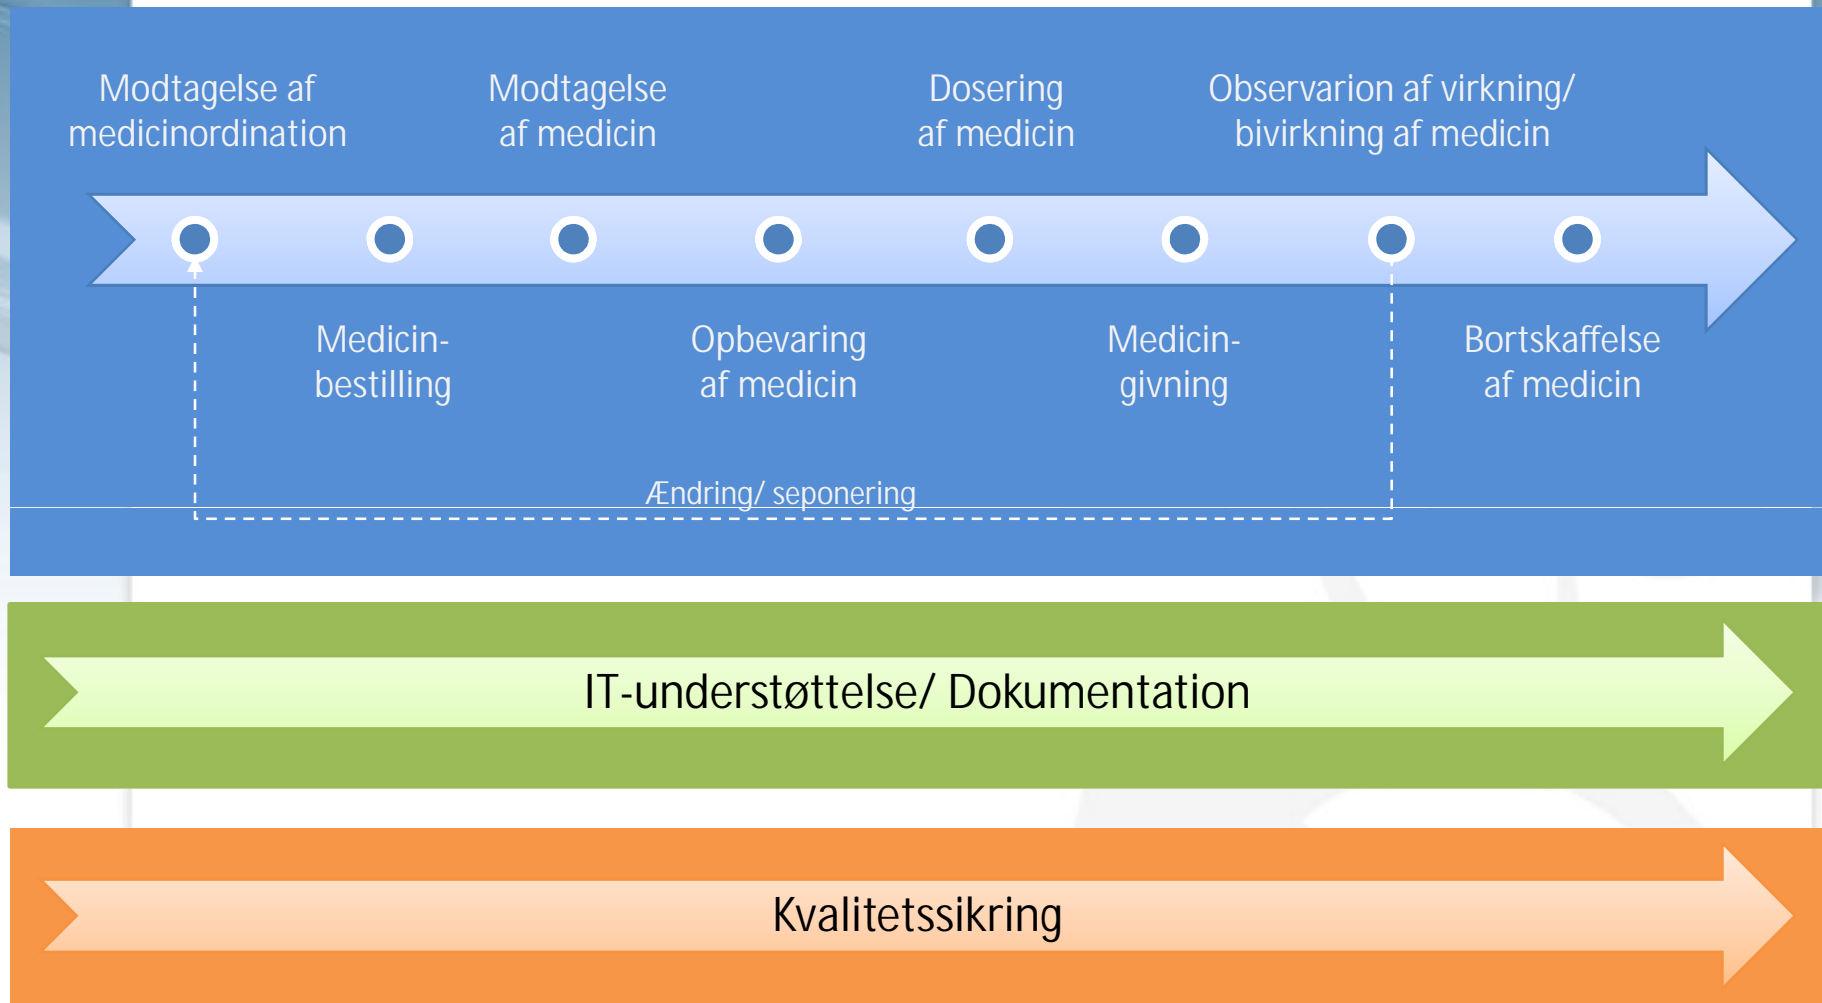 Modtagelse af
medicinordination
Modtagelse
af medicin
Dosering
af medicin
Observarion af virkning/
bivirkning af medicin
Medicin-
bestilling
Opbevaring
af medicin
Medicin-
givning
Bortskaffelse
af medicin
Ændring/ seponering
IT-understøttelse/ Dokumentation
Kvalitetssikring